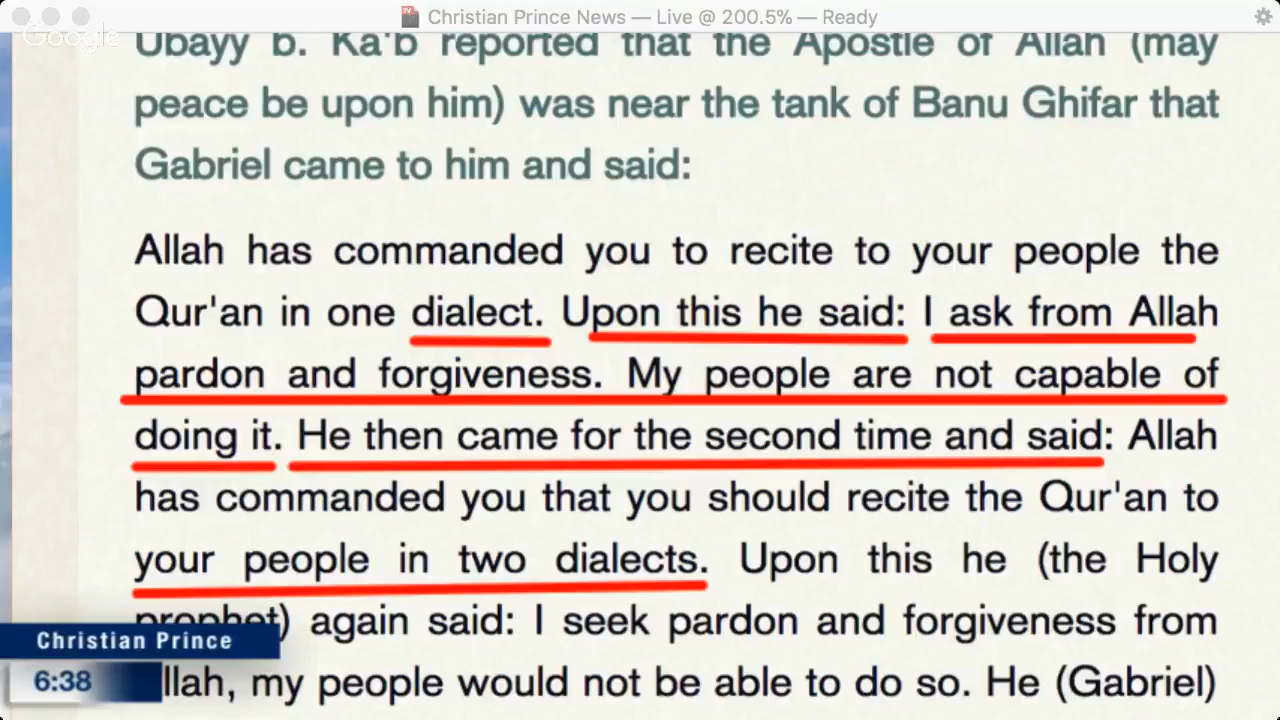 Christian Prince News — Live @ 200.5% — Ready
Google
Ubayy b. Ka'b reported that the Apostle of Allah (may
peace be upon him) was near the tank of Banu Ghifar that
Gabriel came to him and said:
Allah has commanded you to recite to your people the
Qur'an in one dialect. Upon this he said: I ask from Allah
pardon and forgiveness. My people are not capable of
doing it. He then came for the second time and said: Allah
has commanded you that you should recite the Qur'an to
your people in two dialects. Upon this he (the Holy
prophet) again said: I seek pardon and forgiveness from
llah, my people would not be able to do so. He (Gabriel)
Christian Prince
6:38